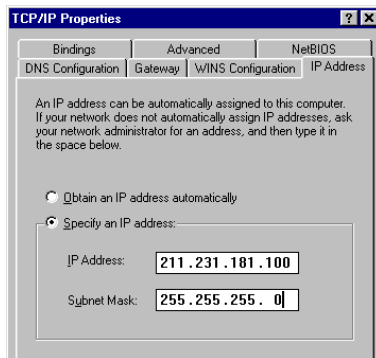 TCP/IP Properties
Bindings Advanced NetBIOS
DNS Configuration Gateway WINS Configuration IP Address
An IP address can be automatically assigned to this computer.
If your network does not automatically assign IP addresses, ask
your network administrator for an address, and then type it in
the space below.
Obtain an IP address automatically
Specify an IP address:
IP Address: 211.231.181.100
Subnet Mask: 255.255.255. 0